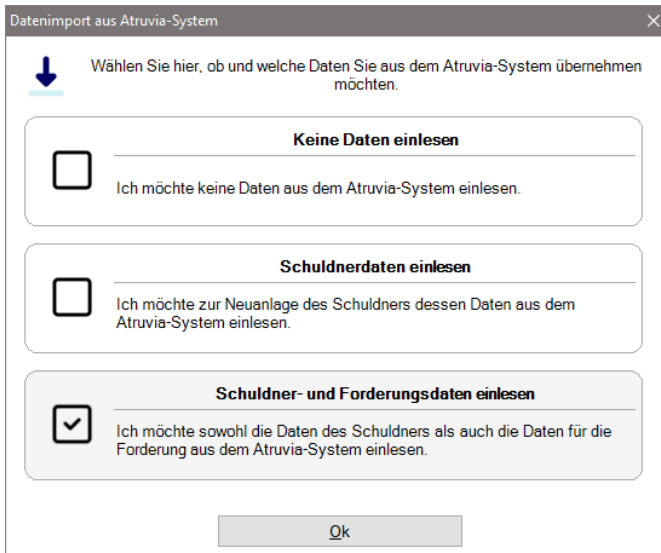 Datenimport aus Atruvia-System
Wählen Sie hier, ob und welche Daten Sie aus dem Atruvia-System übernehmen
möchten.
Keine Daten einlesen
Ich möchte keine Daten aus dem Atruvia-System einlesen.
Schuldnerdaten einlesen
Ich möchte zur Neuanlage des Schuldners dessen Daten aus dem
Atruvia-System einlesen.
Schuldner- und Forderungsdaten einlesen
Ich möchte sowohl die Daten des Schuldners als auch die Daten für die
Forderung aus dem Atruvia-System einlesen.
Ok